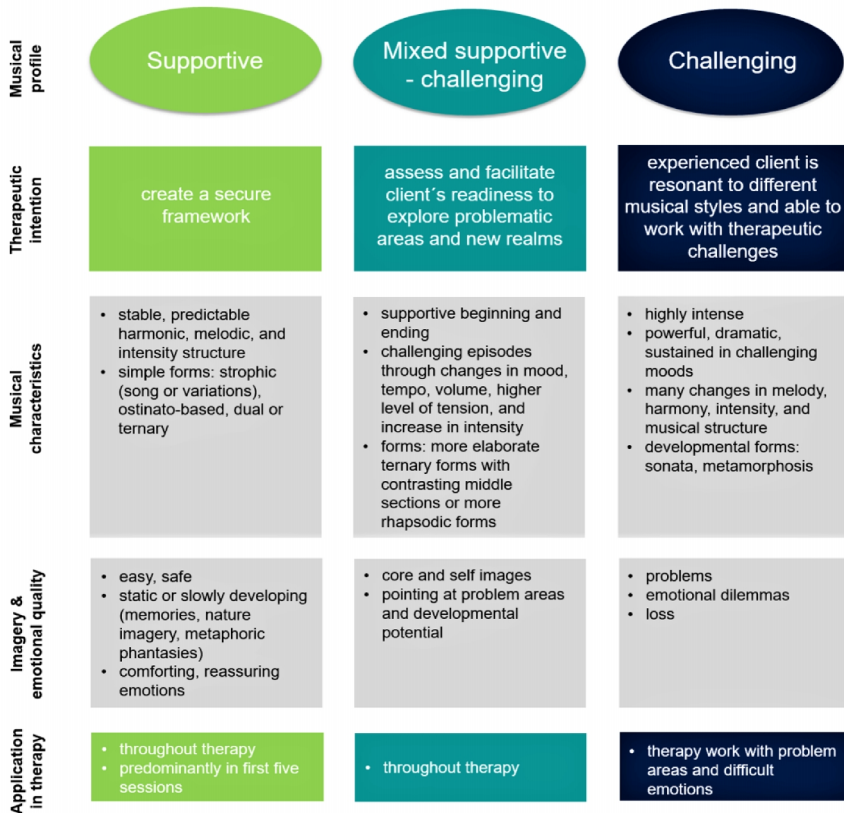 Musical
profile
Supportive
Mixed supportive
- challenging
Challenging
Therapeutic
intention
create a secure
framework
assess and facilitate
client´s readiness to
explore problematic
areas and new realms
experienced client is
resonant to different
musical styles and able to
work with therapeutic
challenges
Musical
characteristics
• stable, predictable
harmonic, melodic, and
intensity structure
• simple forms: strophic
(song or variations),
ostinato-based, dual or
ternary
• supportive beginning and
ending
• challenging episodes
through changes in mood,
tempo, volume, higher
level of tension, and
increase in intensity
• forms: more elaborate
ternary forms with
contrasting middle
sections or more
rhapsodic forms
• highly intense
• powerful, dramatic,
sustained in challenging
moods
• many changes in melody,
harmony, intensity, and
musical structure
• developmental forms:
sonata, metamorphosis
Imagery &
emotional quality
• easy, safe
• static or slowly developing
(memories, nature
imagery, metaphoric
phantasies)
• comforting, reassuring
emotions
• core and self images
• pointing at problem areas
and developmental
potential
• problems
• emotional dilemmas
• loss
Application
in therapy
• throughout therapy
• predominantly in first five
sessions
• throughout therapy
• therapy work with problem
areas and difficult
emotions